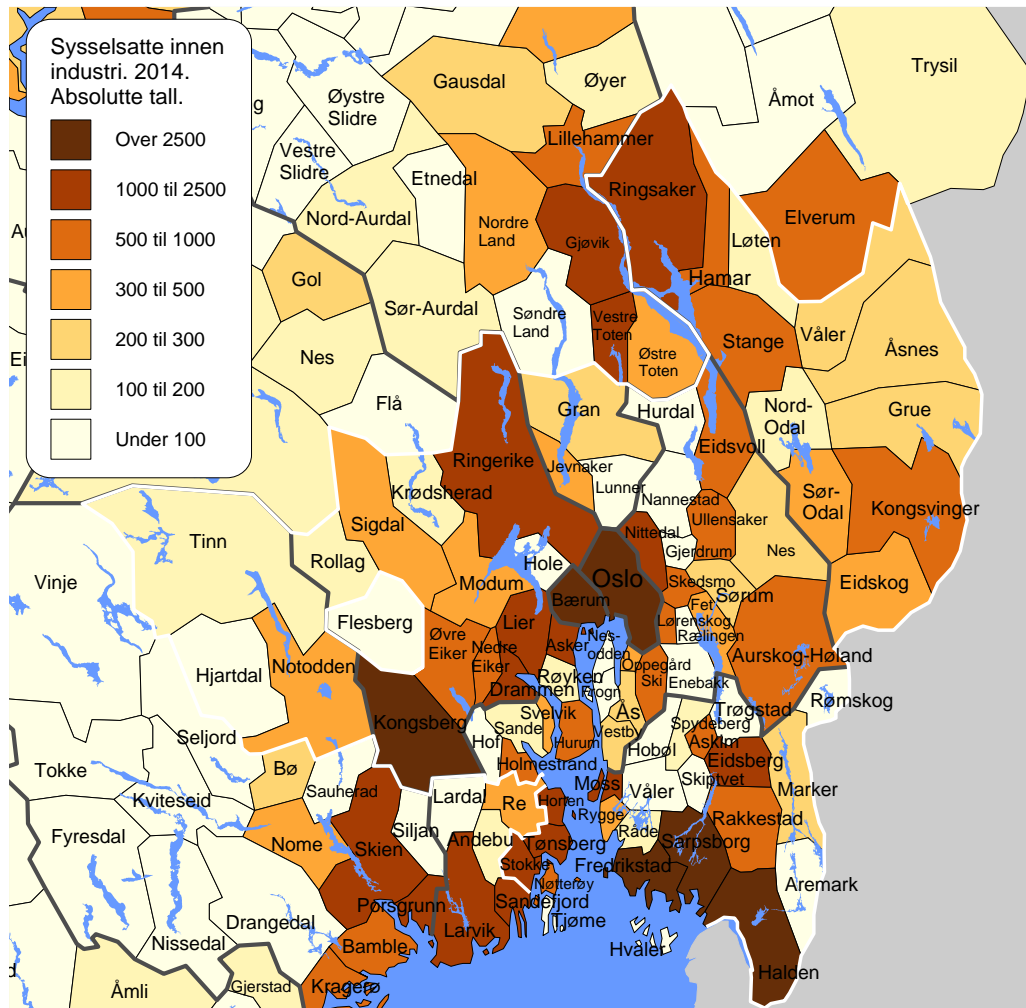 Sysselsatte innen
industri. 2014.
Absolutte tall.
Over 2500
1000 til 2500
500 til 1000
300 til 500
200 til 300
100 til 200
Under 100
Trysil
Gausdal
Øyer
Åmot
Øystre
Slidre
Vestre
Slidre
Lillehammer
Etnedal
Ringsaker
Nord-Aurdal
Nordre
Land
Gjøvik
Løten
Elverum
Gol
Hamar
Sør-Aurdal
Søndre
Land
Vestre
Toten
Østre
Toten
Stange
Våler
Åsnes
Nes
Flå
Gran
Hurdal
Nord-
Odal
Grue
Eidsvoll
Ringerike
Jevnaker
Lunner
Krødsherad
Nannestad
Sør-
Odal
Kongsvinger
Sigdal
Ullensaker
Nittedal
Tinn
Rollag
Gjerdrum
Nes
Hole
Vinje
Modum
Oslo
Skedsmo
Sørum
Eidskog
Bærum
Fet
Flesberg
Lier
Lørenskog
Rælingen
Øvre
Eiker
Nedre
Eiker
Asker
Nes-
odden
Aurskog-Høland
Hjartdal
Notodden
Oppegård
Ski
Enebakk
Røyken
Drammen
Frogn
Rømskog
Trøgstad
Kongsberg
Svelvik
Ås
Sande
Spydeberg
Vestby
Seljord
Hof
Hurum
Askim
Hobøl
Eidsberg
Tokke
Bø
Holmestrand
Skiptvet
Kviteseid
Sauherad
Moss
Våler
Marker
Lardal
Re
Horten
Rygge
Fyresdal
Siljan
Rakkestad
Nome
Andebu
Råde
Skien
Tønsberg
Sarpsborg
Stokke
Fredrikstad
Nøtterøy
Aremark
Porsgrunn
Sandefjord
Drangedal
Tjøme
Larvik
Nissedal
Bamble
Hvaler
Halden
Kragerø
Gjerstad
Åmli